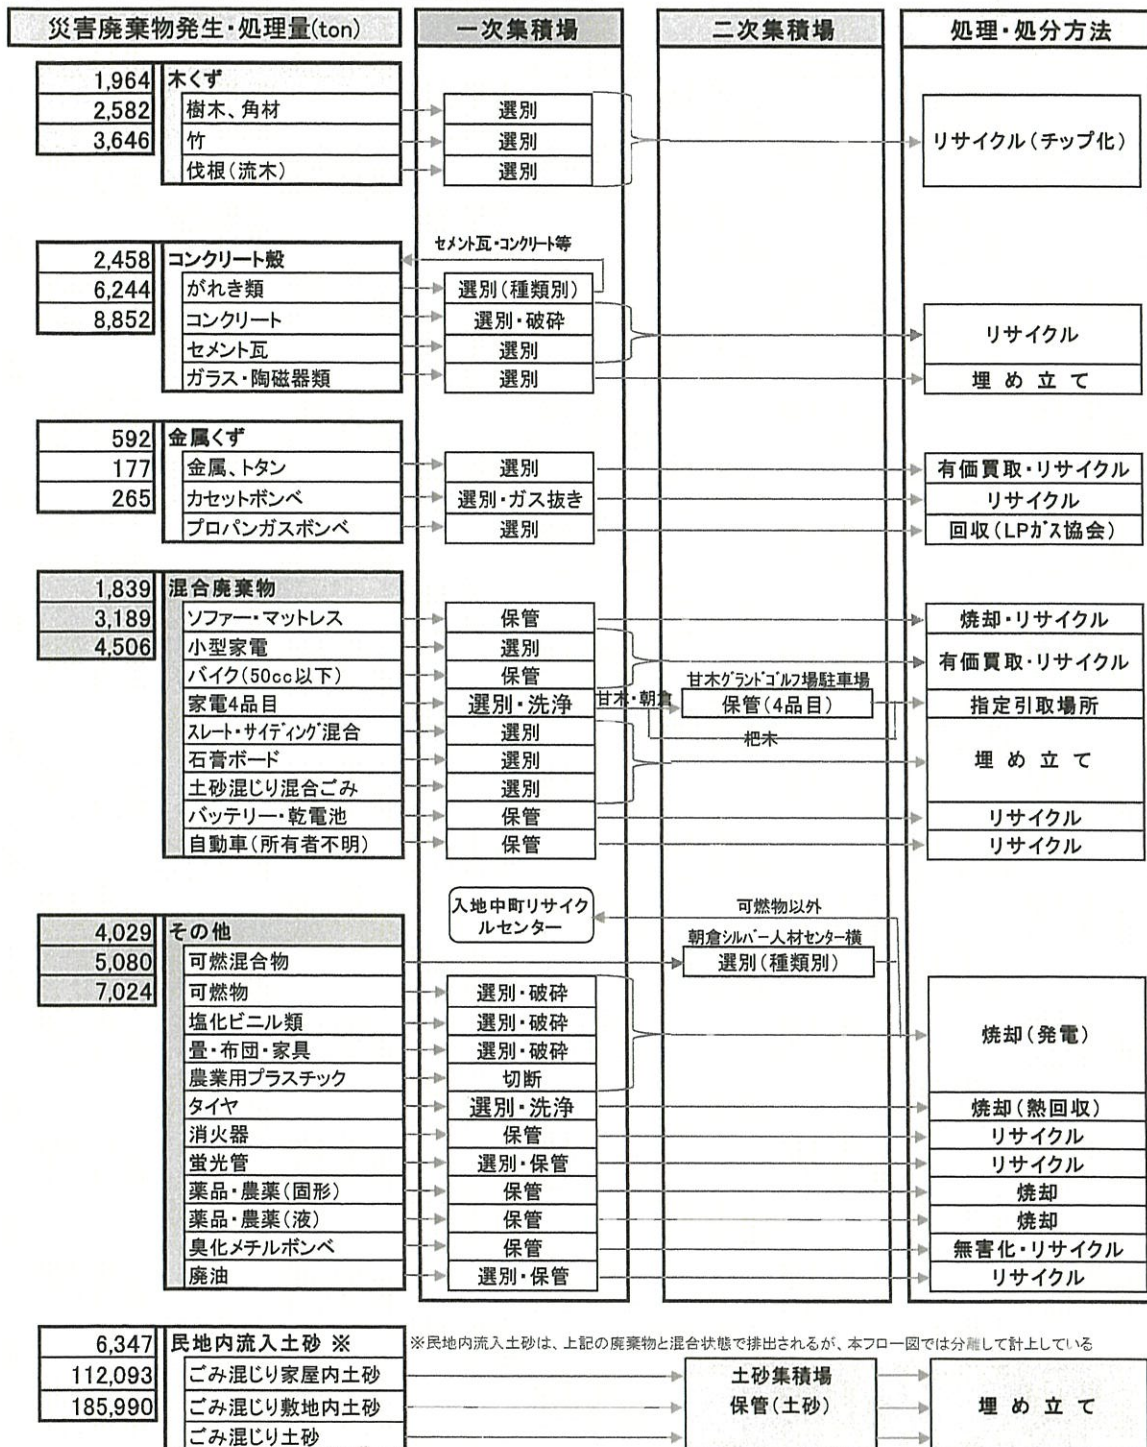 災害廃棄物発生・処理量(ton)
一次集積場
二次集積場
処理・処分方法
1,964 木くず
2,582 樹木、角材 選別
3,646 竹 選別 リサイクル(チップ化)
伐根(流木) 選別
セメント瓦・コンクリート等
2,458 コンクリート殻
6,244 がれき類 選別(種類別)
8,852 コンクリート 選別・破砕 リサイクル
セメント瓦 選別
ガラス・陶磁器類 選別 埋め立て
592 金属くず
177 金属、トタン 選別 有価買取・リサイクル
265 カセットボンベ 選別・ガス抜き リサイクル
プロパンガスボンベ 選別 回収(LPガス協会)
1,839 混合廃棄物
3,189 ソファー・マットレス 保管 焼却・リサイクル
4,506 小型家電 選別 有価買取・リサイクル
バイク(50cc以下) 保管 甘木グランドゴルフ場駐車場
家電4品目 選別・洗浄 甘木・朝倉 保管(4品目) 指定引取場所
スレート・サイディング混合 選別 杷木
石膏ボード 選別 埋め立て
土砂混じり混合ごみ 選別
バッテリー・乾電池 保管 リサイクル
自動車(所有者不明) 保管 リサイクル
入地中町リサイク
ルセンター
可燃物以外
4,029 その他 朝倉シルバー人材センター横
5,080 可燃混合物 選別(種類別)
7,024 可燃物 選別・破砕
塩化ビニル類 選別・破砕 焼却(発電)
畳・布団・家具 選別・破砕
農業用プラスチック 切断
タイヤ 選別・洗浄 焼却(熱回収)
消火器 保管 リサイクル
蛍光管 選別・保管 リサイクル
薬品・農薬(固形) 保管 焼却
薬品・農薬(液) 保管 焼却
臭化メチルボンベ 保管 無害化・リサイクル
廃油 選別・保管 リサイクル
6,347 民地内流入土砂 ※ ※民地内流入土砂は、上記の廃棄物と混合状態で排出されるが、本フロー図では分離して計上している
112,093 ごみ混じり家屋内土砂 土砂集積場
185,990 ごみ混じり敷地内土砂 保管(土砂) 埋め立て
ごみ混じり土砂